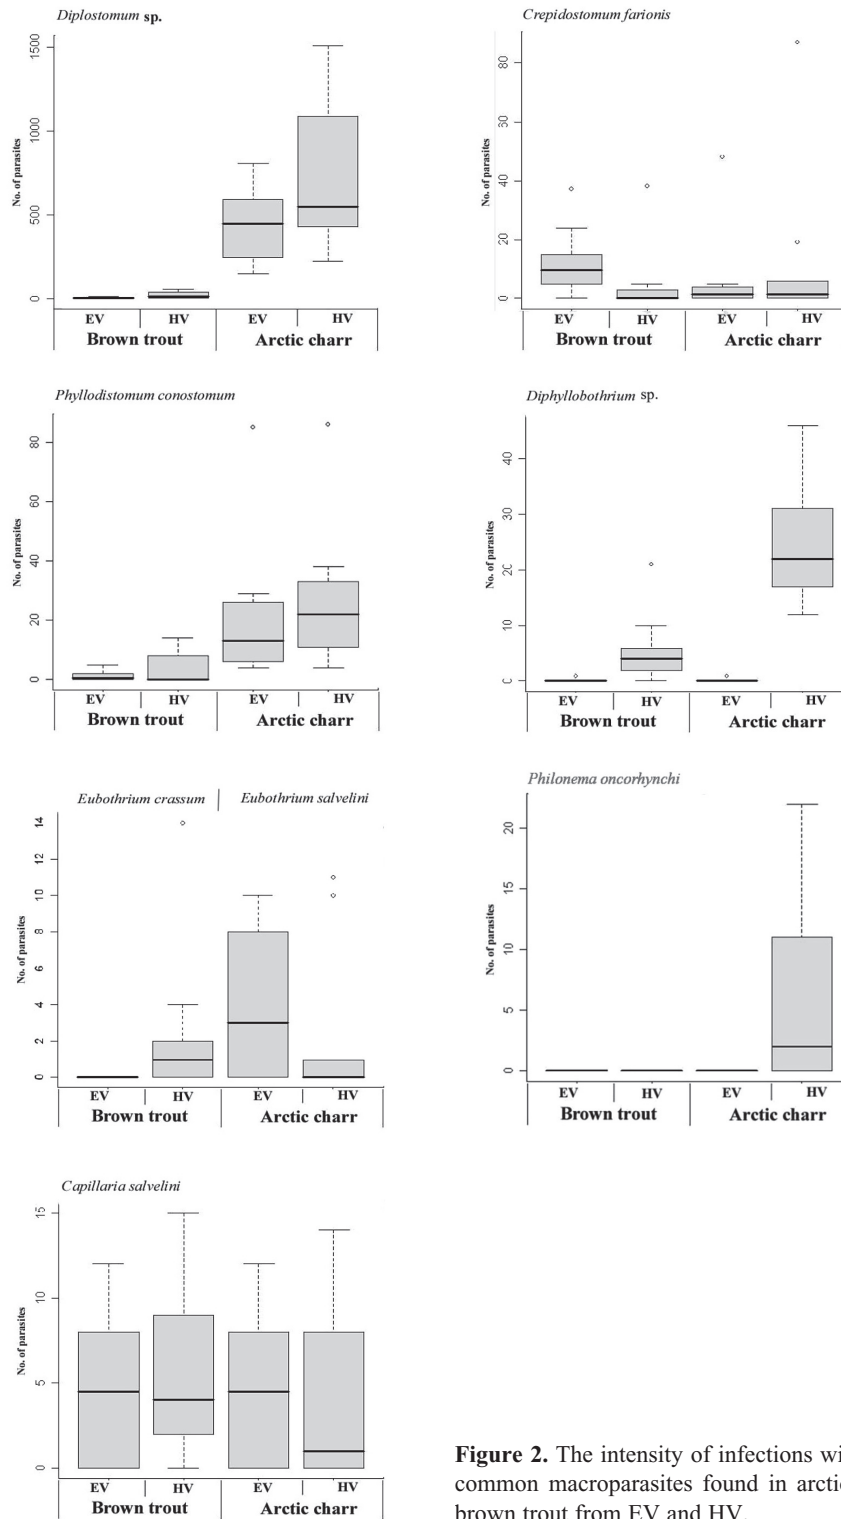 Diplostomum sp.
No. of parasites
1500
1000
500
0
EV HV EV HV
Brown trout Arctic charr
Crepidostomum farionis
No. of parasites
80
60
40
20
0
EV HV EV HV
Brown trout Arctic charr
Phyllodistomum conostomum
No. of parasites
80
60
40
20
0
EV HV EV HV
Brown trout Arctic charr
Diphyllobothrium sp.
No. of parasites
40
30
20
10
0
EV HV EV HV
Brown trout Arctic charr
Eubothrium crassum | Eubothrium salvelini
No. of parasites
14
12
10
8
6
4
2
0
EV HV EV HV
Brown trout Arctic charr
Philonema oncorhynchi
No. of parasites
20
15
10
5
0
EV HV EV HV
Brown trout Arctic charr
Capillaria salvelini
No. of parasites
15
10
5
0
EV HV EV HV
Brown trout Arctic charr
Figure 2. The intensity of infections wi
common macroparasites found in arctic
brown trout from EV and HV.